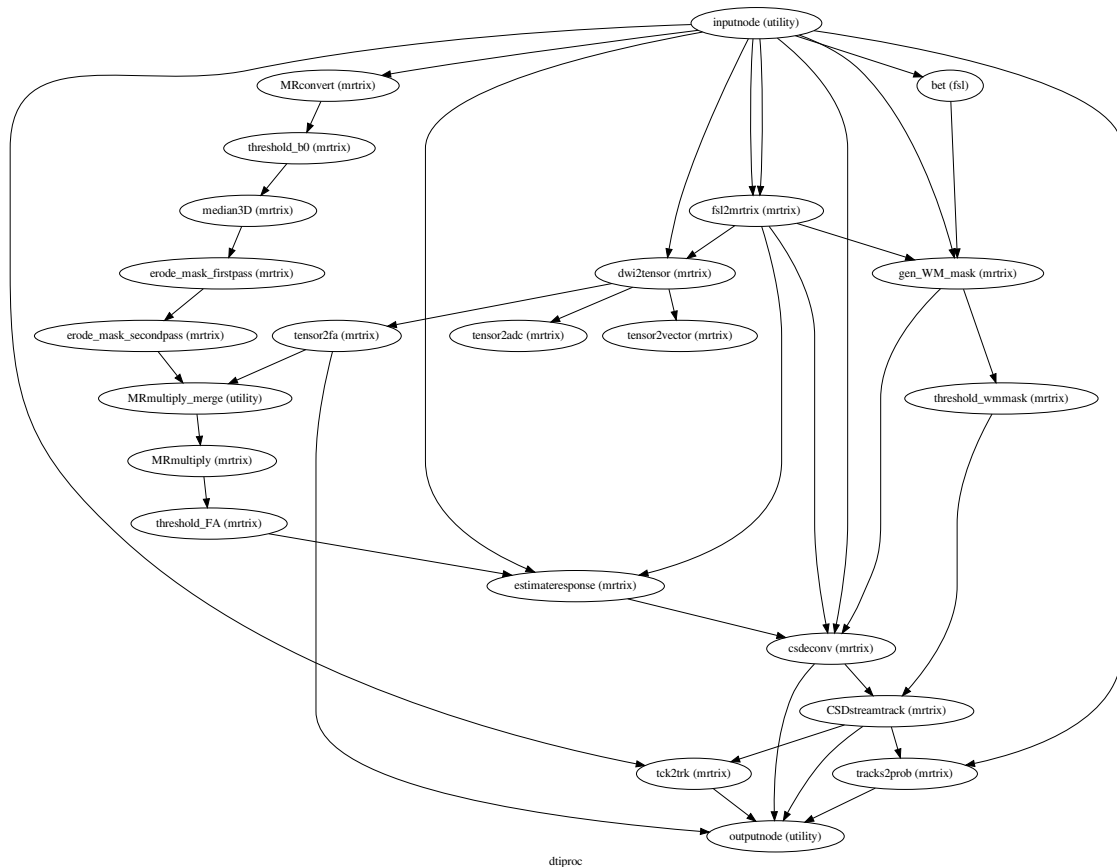 inputnode (utility)
MRconvert (mrtrix)
bet (fsl)
threshold_b0 (mrtrix)
median3D (mrtrix)
fsl2mrtrix (mrtrix)
erode_mask_firstpass (mrtrix)
dwi2tensor (mrtrix)
gen_WM_mask (mrtrix)
erode_mask_secondpass (mrtrix)
tensor2fa (mrtrix)
tensor2adc (mrtrix)
tensor2vector (mrtrix)
MRmultiply_merge (utility)
threshold_wmmask (mrtrix)
MRmultiply (mrtrix)
threshold_FA (mrtrix)
estimateresponse (mrtrix)
csdeconv (mrtrix)
CSDstreamtrack (mrtrix)
tck2trk (mrtrix)
tracks2prob (mrtrix)
outputnode (utility)
dtiproc